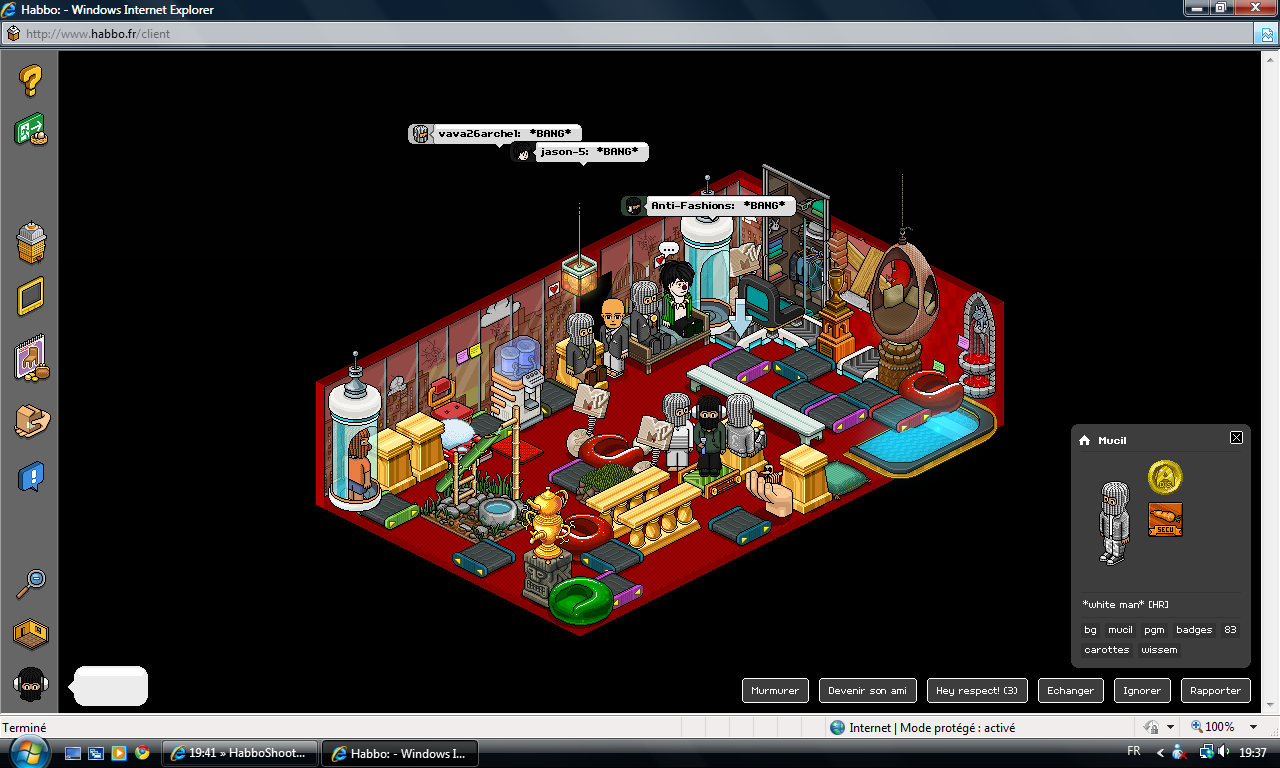 Habbo: - Windows Internet Explorer
http://www.habbo.fr/client
vava26arche1: *BANG*
jason-5: *BANG*
Anti-Fashions: *BANG*
Mucil
SECU
*white man* [HR]
bg mucil pgm badges 83
carottes wissem
Murmurer Devenir son ami Hey respect! (3) Echanger Ignorer Rapporter
Terminé Internet | Mode protégé : activé 100%
19:41 » HabboShoot... Habbo: - Windows I... FR 19:37